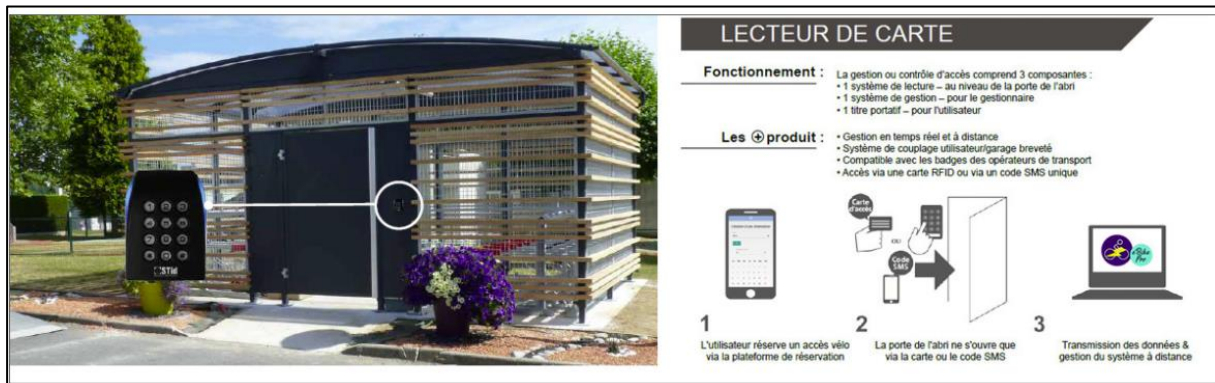 LECTEUR DE CARTE
Fonctionnement :
La gestion ou contrôle d'accès comprend 3 composantes :
• 1 système de lecture – au niveau de la porte de l'abri
• 1 système de gestion – pour le gestionnaire
• 1 titre portatif – pour l'utilisateur
Les + produit :
• Gestion en temps réel et à distance
• Système de couplage utilisateur/garage breveté
• Compatible avec les badges des opérateurs de transport
• Accès via une carte RFID ou via un code SMS unique
Carte
d'accès
OU
Code
SMS
eBike
Pro
STid
1
L'utilisateur réserve un accès vélo
via la plateforme de réservation
2
La porte de l'abri ne s'ouvre que
via la carte ou le code SMS
3
Transmission des données &
gestion du système à distance